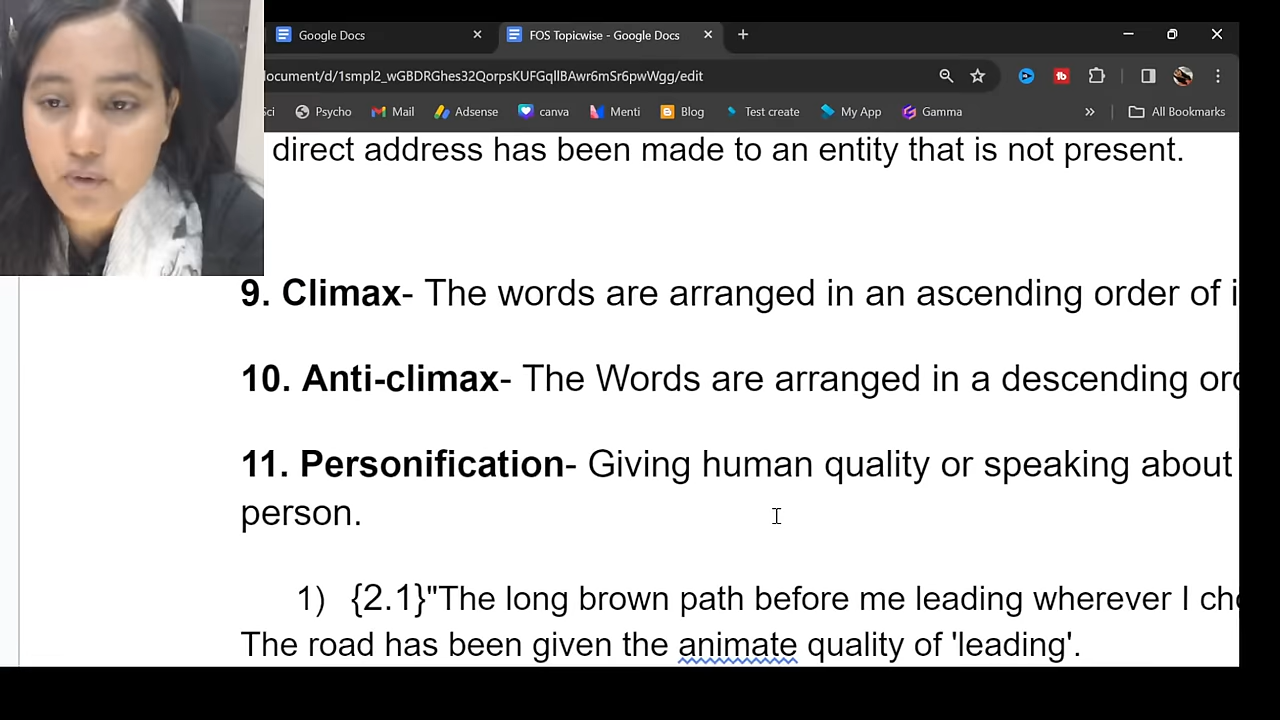 Google Docs
FOS Topicwise - Google Docs
ocument/d/1smpl2_wGBDRGhes32QorpsKUFGqllBAwr6mSr6pwWgg/edit
ci Psycho Mail Adsense canva Menti Blog Test create My App Gamma » All Bookmarks
direct address has been made to an entity that is not present.
9. Climax- The words are arranged in an ascending order of i
10. Anti-climax- The Words are arranged in a descending ord
11. Personification- Giving human quality or speaking about
person.
1) {2.1}"The long brown path before me leading wherever I cho
The road has been given the animate quality of 'leading'.